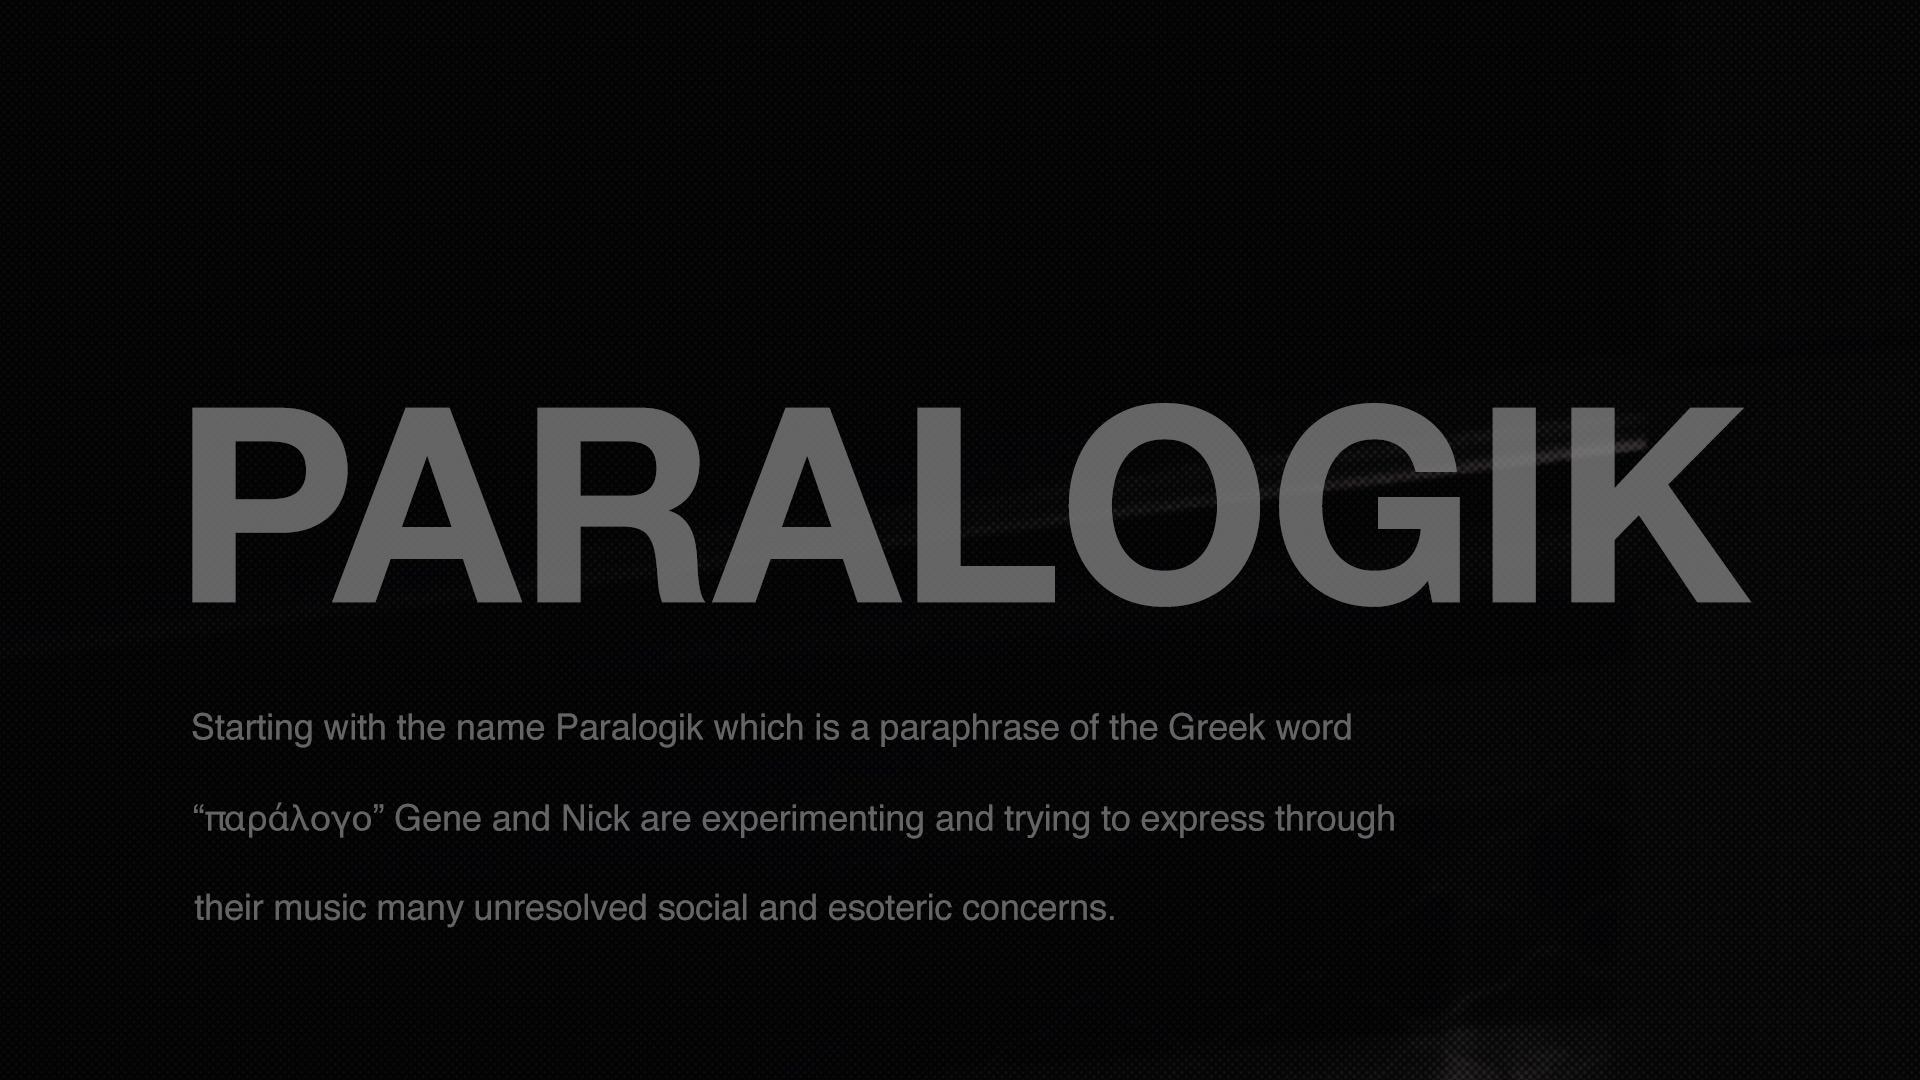 PARALOGIK
Starting with the name Paralogik which is a paraphrase of the Greek word
“παράλογο” Gene and Nick are experimenting and trying to express through
their music many unresolved social and esoteric concerns.